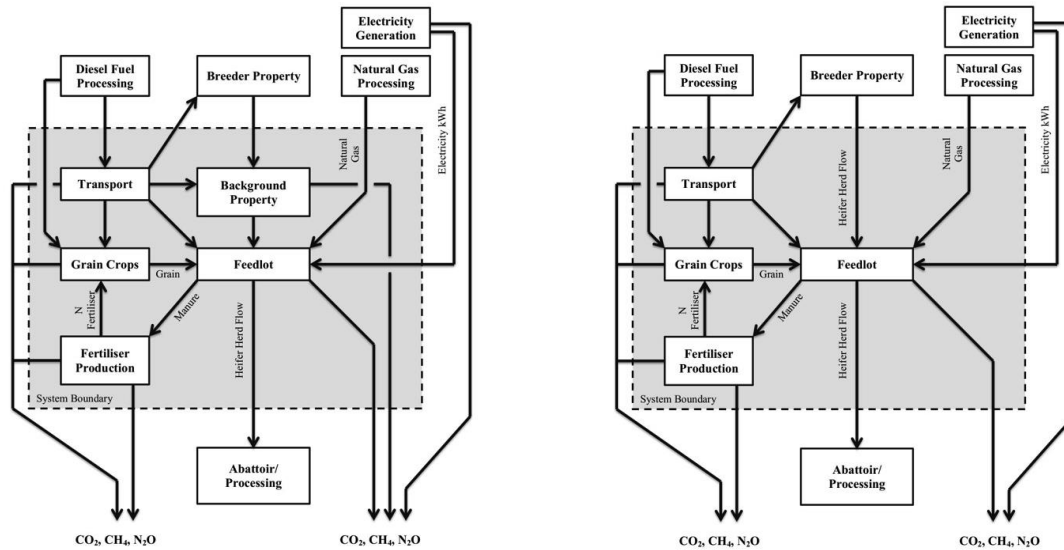 Electricity
Generation
Diesel Fuel
Processing
Breeder Property
Natural Gas
Processing
Electricity kWh
Natural
Gas
Transport
Background
Property
Grain Crops
Grain
Feedlot
N
Fertiliser
Manure
Heifer Herd Flow
Fertiliser
Production
System Boundary
Abattoir/
Processing
CO₂, CH₄, N₂O
CO₂, CH₄, N₂O
Electricity
Generation
Diesel Fuel
Processing
Breeder Property
Natural Gas
Processing
Electricity kWh
Natural
Gas
Transport
Heifer Herd Flow
Grain Crops
Grain
Feedlot
N
Fertiliser
Manure
Heifer Herd Flow
Fertiliser
Production
System Boundary
Abattoir/
Processing
CO₂, CH₄, N₂O
CO₂, CH₄, N₂O